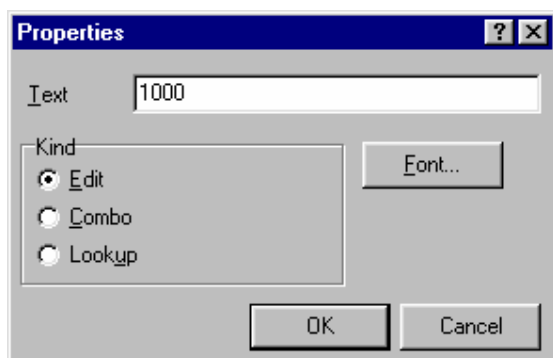 Properties ? X
Text 1000
Kind
Edit
Font...
Combo
Lookup
OK Cancel